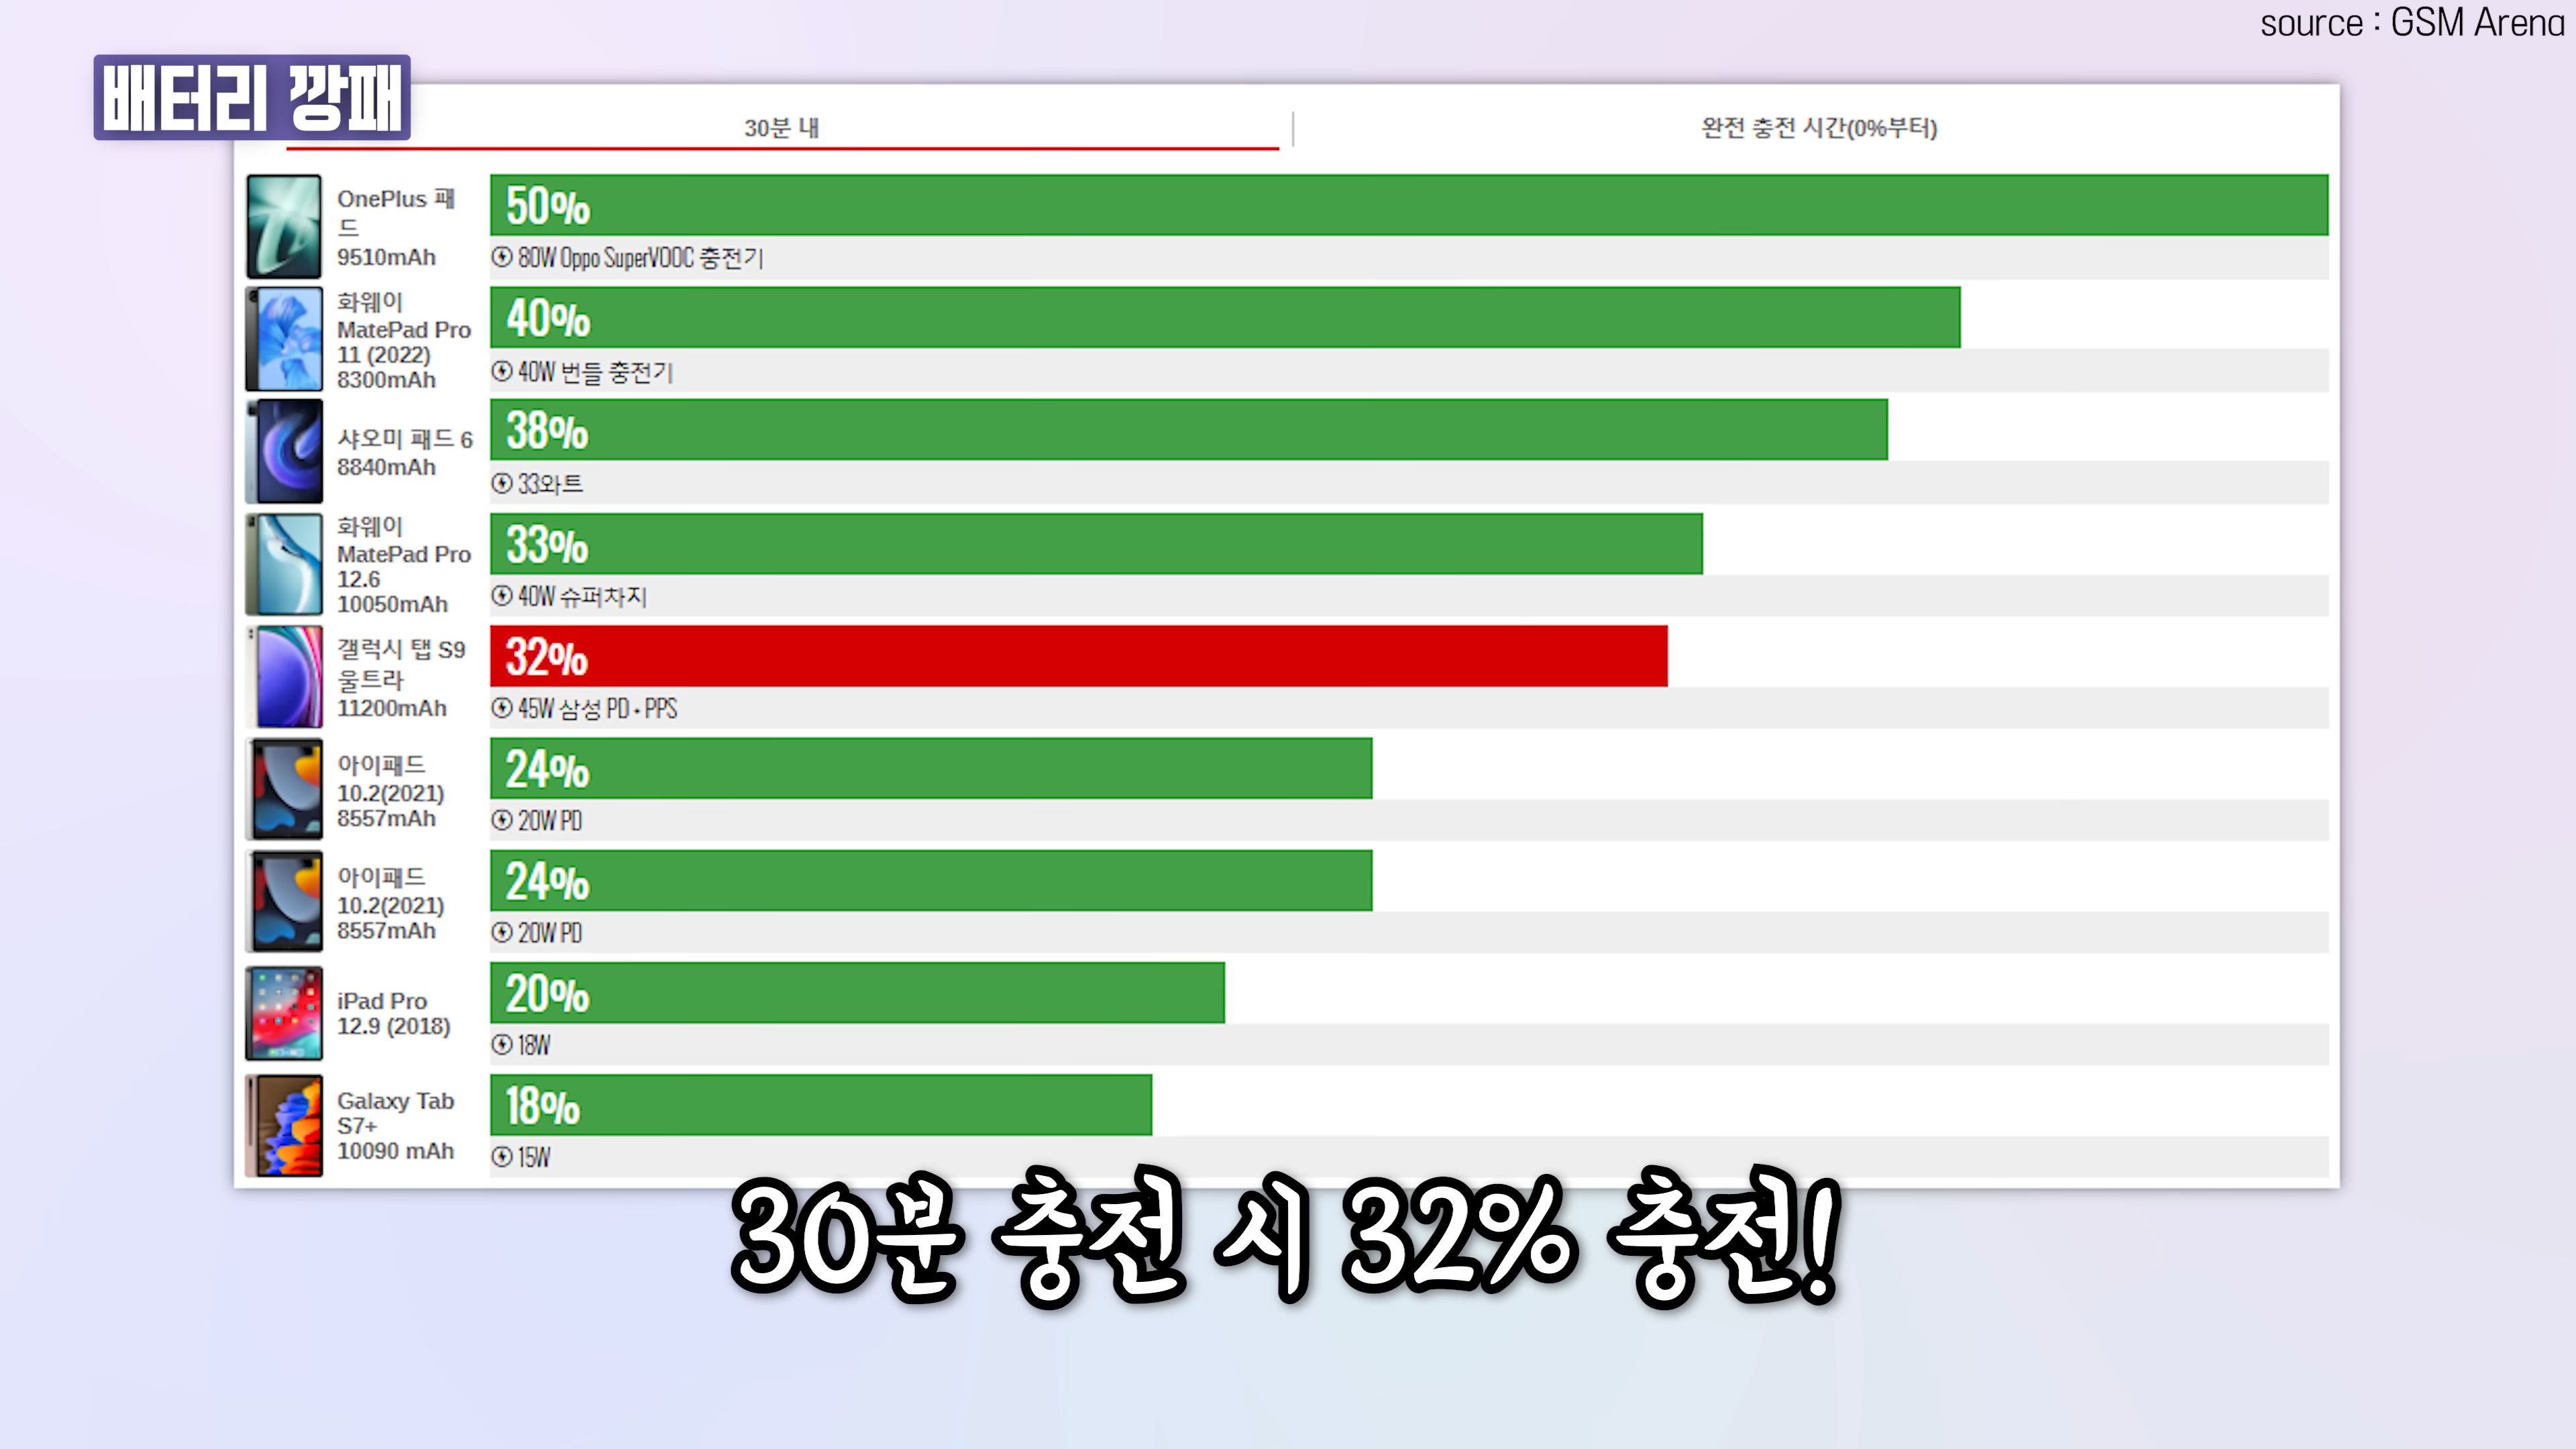 source : GSM Arena
배터리 깡패
30분 내
완전 충전 시간(0%부터)
OnePlus 패
드
9510mAh
50%
80W Oppo SuperVOOC 충전기
화웨이
MatePad Pro
11 (2022)
8300mAh
40%
40W 번들 충전기
샤오미 패드 6
8840mAh
38%
33와트
화웨이
MatePad Pro
12.6
10050mAh
33%
40W 슈퍼차지
갤럭시 탭 S9
울트라
11200mAh
32%
45W 삼성 PD + PPS
아이패드
10.2(2021)
8557mAh
24%
20W PD
아이패드
10.2(2021)
8557mAh
24%
20W PD
iPad Pro
12.9 (2018)
20%
18W
Galaxy Tab
S7+
10090 mAh
18%
15W
30분 충전 시 32% 충전!